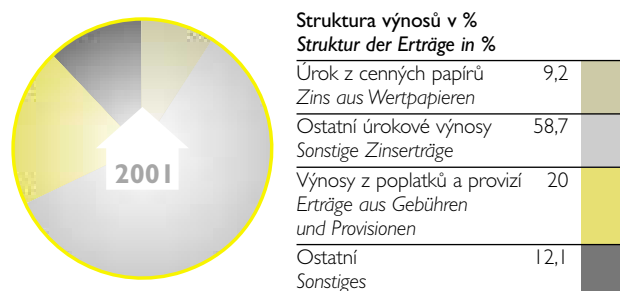 2001
Struktura výnosů v %
Struktur der Erträge in %
Úrok z cenných papírů 9,2
Zins aus Wertpapieren
Ostatní úrokové výnosy 58,7
Sonstige Zinserträge
Výnosy z poplatků a provizí 20
Erträge aus Gebühren
und Provisionen
Ostatní 12,1
Sonstiges